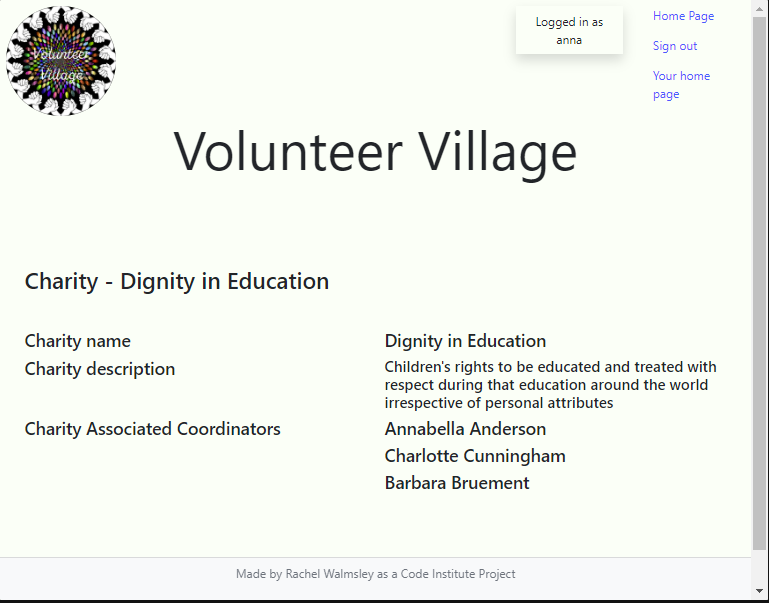 Volunteer
Village
Logged in as
anna
Home Page
Sign out
Your home
page
Volunteer Village
Charity - Dignity in Education
Charity name
Dignity in Education
Charity description
Children's rights to be educated and treated with
respect during that education around the world
irrespective of personal attributes
Charity Associated Coordinators
Annabella Anderson
Charlotte Cunningham
Barbara Bruement
Made by Rachel Walmsley as a Code Institute Project